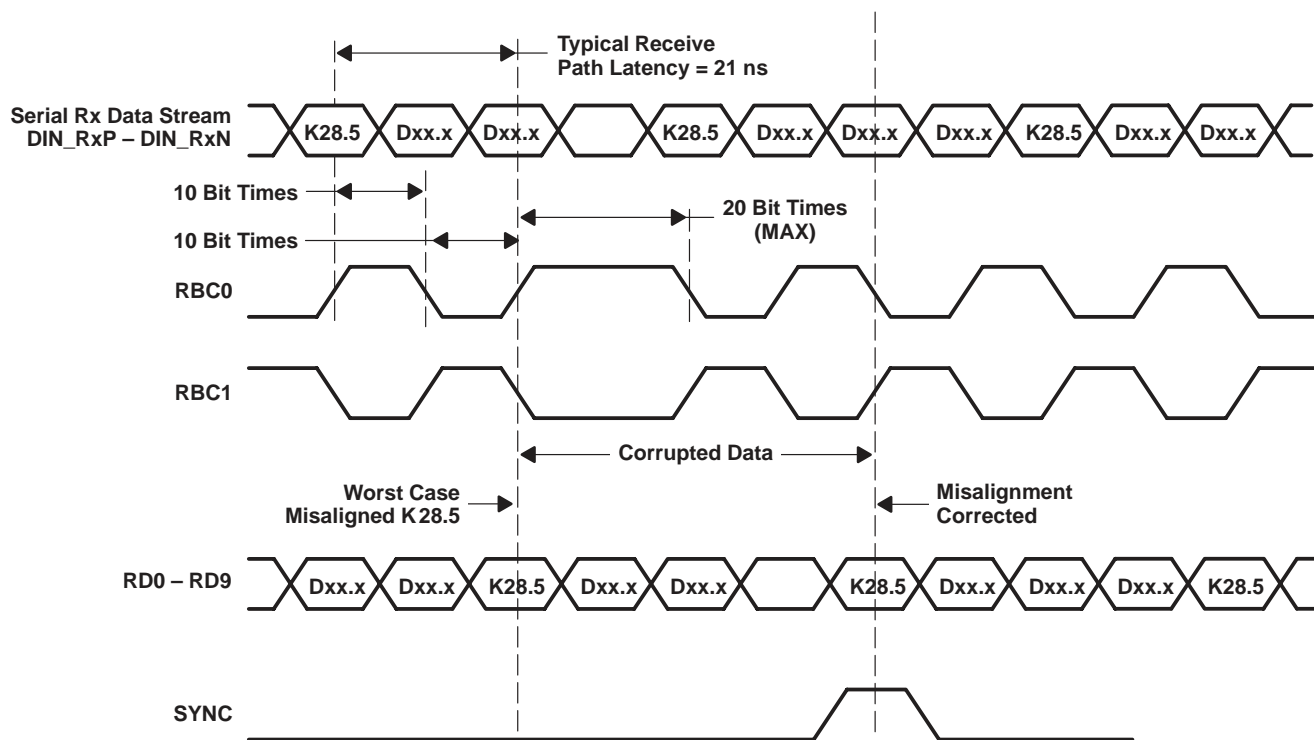 Typical Receive
Path Latency = 21 ns
Serial Rx Data Stream
DIN_RxP – DIN_RxN
K28.5 Dxx.x Dxx.x K28.5 Dxx.x Dxx.x Dxx.x K28.5 Dxx.x Dxx.x
10 Bit Times
20 Bit Times
(MAX)
10 Bit Times
RBC0
RBC1
Corrupted Data
Worst Case
Misaligned K28.5
Misalignment
Corrected
RD0 – RD9
Dxx.x Dxx.x K28.5 Dxx.x Dxx.x K28.5 Dxx.x Dxx.x Dxx.x K28.5
SYNC